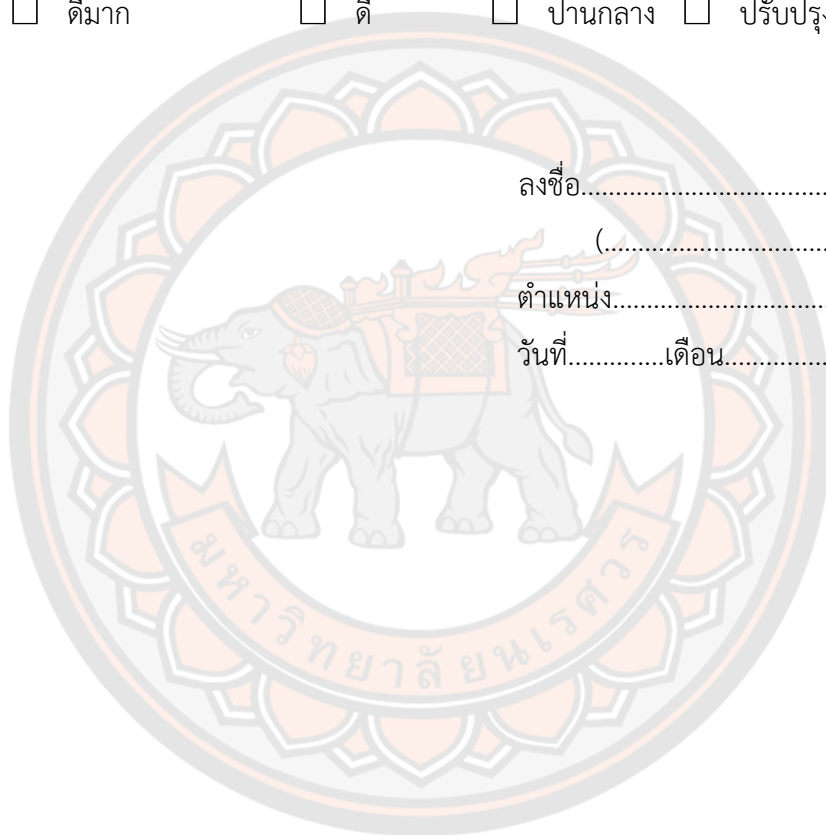 ☐ ดีมาก ☐ ดี ☐ ปานกลาง ☐ ปรับปรุง
ลงชื่อ...................................
(................................
ตำแหน่ง...............................
วันที่..............เดือน...............
มหาวิทยาลัยนเรศวร